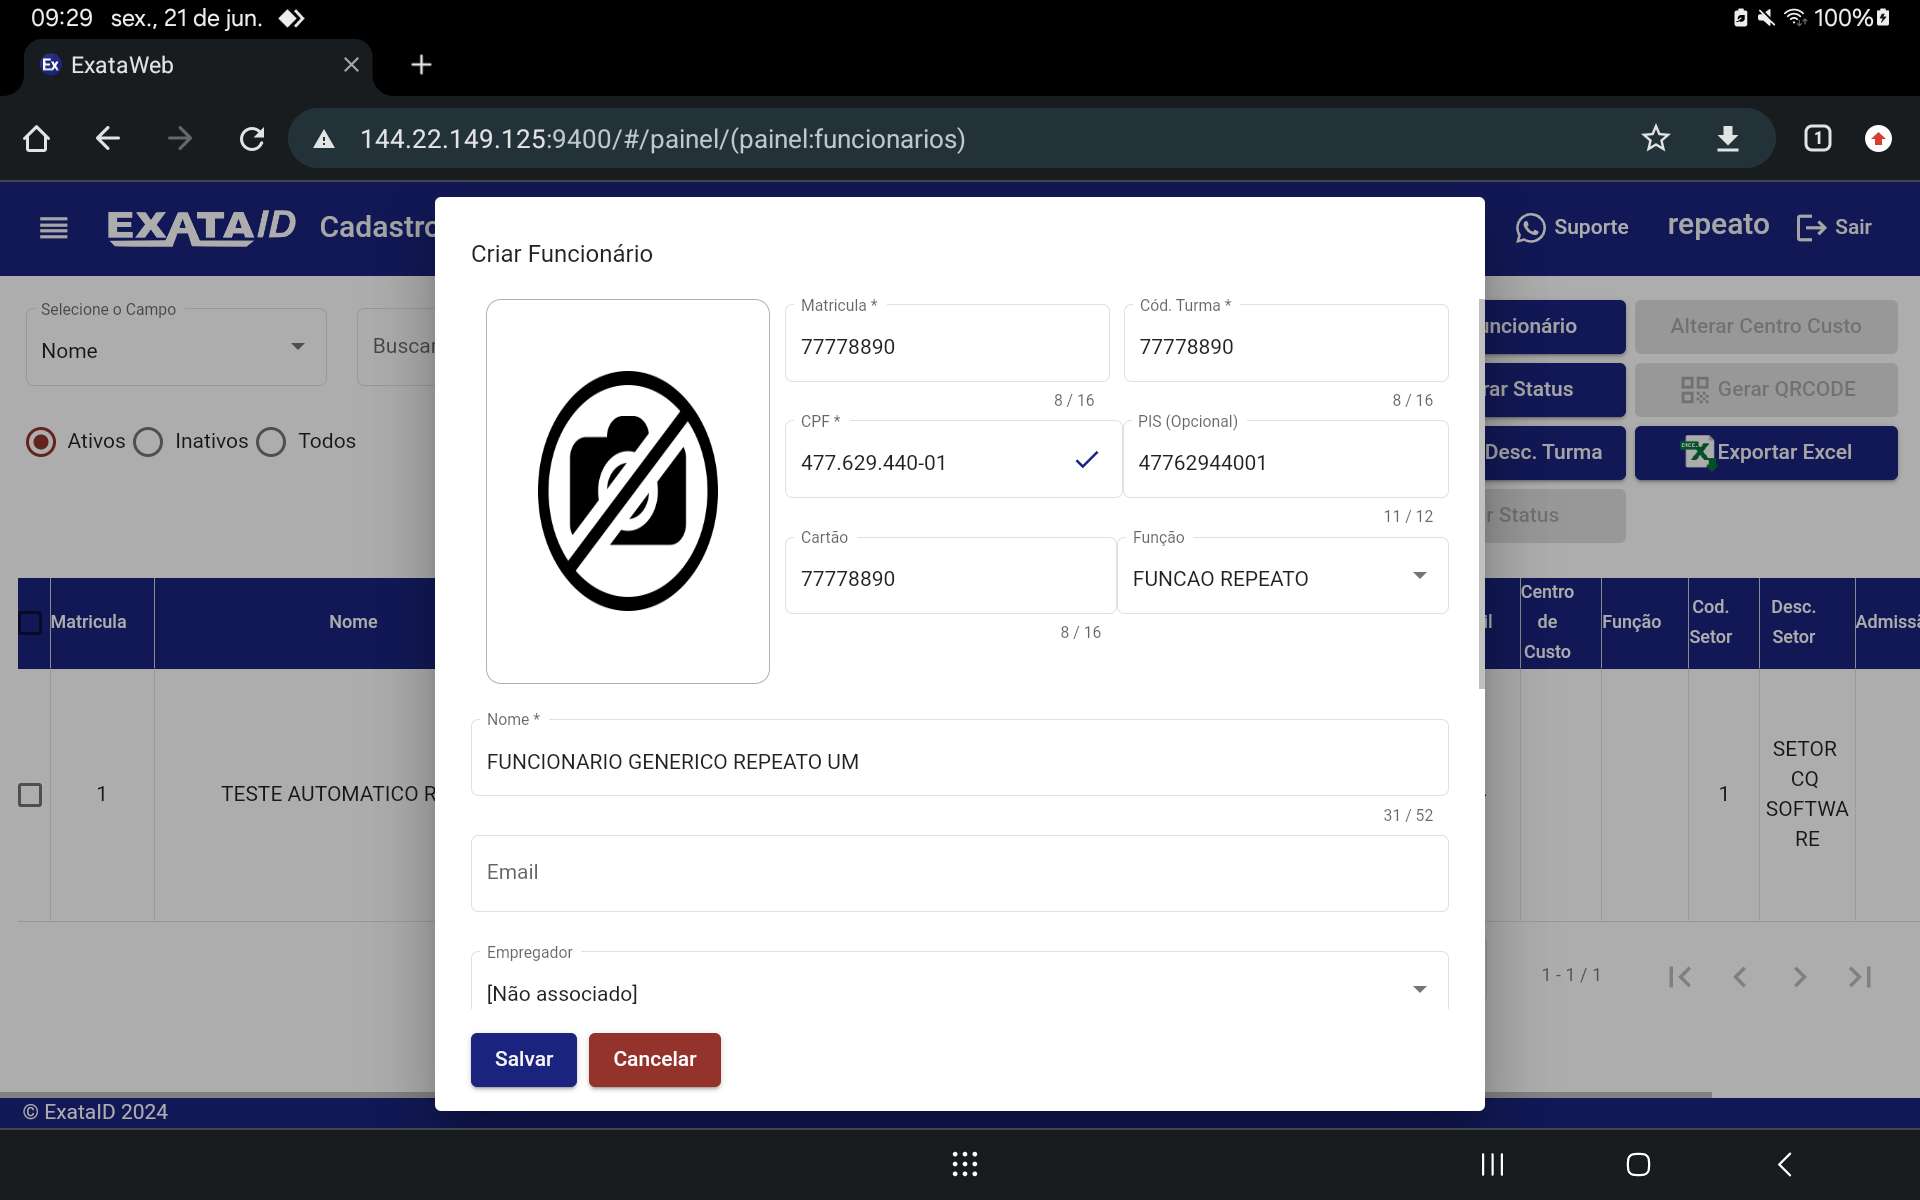 09:29 sex., 21 de jun. 100%
Ex ExataWeb
144.22.149.125:9400/#/painel/(painel:funcionarios) 1
EXATAID Cadastro Suporte repeato Sair
Criar Funcionário
Selecione o Campo
Nome
Buscar
Ativos Inativos Todos
Matricula *
77778890
8 / 16
Cód. Turma *
77778890
8 / 16
CPF *
477.629.440-01
PIS (Opcional)
47762944001
11 / 12
Cartão
77778890
8 / 16
Função
FUNCAO REPEATO
Nome *
FUNCIONARIO GENERICO REPEATO UM
31 / 52
Email
Empregador
[Não associado]
Salvar Cancelar
uncionário Alterar Centro Custo
rar Status Gerar QRCODE
Desc. Turma Exportar Excel
r Status
Matricula Nome il Centro de Custo Função Cod. Setor Desc. Setor Admissã
1 TESTE AUTOMATICO R 1 SETOR
CQ
SOFTWA
RE
1 - 1 / 1
© ExataID 2024